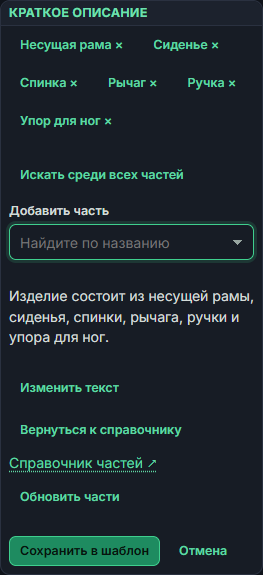 КРАТКОЕ ОПИСАНИЕ
Несущая рама × Сиденье ×
Спинка × Рычаг × Ручка ×
Упор для ног ×
Искать среди всех частей
Добавить часть
Найдите по названию
Изделие состоит из несущей рамы,
сиденья, спинки, рычага, ручки и
упора для ног.
Изменить текст
Вернуться к справочнику
Справочник частей ↗
Обновить части
Сохранить в шаблон Отмена